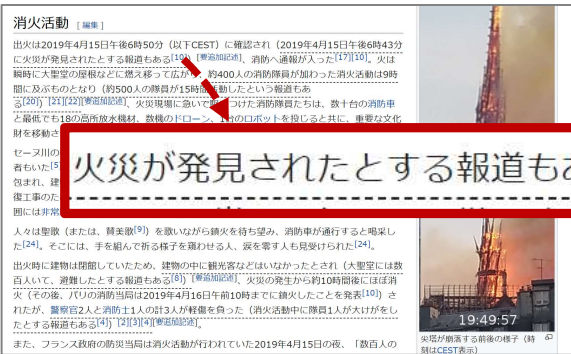 消火活動 [編集]
出火は2019年4月15日午後6時50分（以下CEST）に確認され（2019年4月15日午後6時43分
に火災が発見されたとする報道もある[10]）[要追加記述]、消防へ通報が入った[17][10]。火は
瞬時に大聖堂の屋根などに燃え移って広がり、約400人の消防隊員が加わった消火活動は9時
間に及ぶものとなり（約500人の隊員が15時間活動したという報道もあ
る[20]）[21][22][要追加記述]、火災現場に急いで駆けつけた消防隊員たちは、数十台の消防車
と最低でも18の高所放水機材、数機のドローン、1台のロボットを投じると共に、重要な文化
財を移動さ
セーヌ川の
者もいた[5
包まれ、建
復工事のた
囲には非常
火災が発見されたとする報道もあ
人々は聖歌（または、賛美歌[9]）を歌いながら鎮火を待ち望み、消防車が通行すると喝采し
た[24]。そこには、手を組んで祈る様子を窺わせる人、涙を零す人も見受けられた[24]。
出火時に建物は閉館していたため、建物の中に観光客などはいなかったとされ（大聖堂には数
百人いて、避難したとする報道もある[8]）[要追加記述]、火災の発生から約10時間後にほぼ消
火（その後、パリの消防当局は2019年4月16日午前10時までに鎮火したことを発表[10]）さ
れたが、警察官2人と消防士1人の計3人が軽傷を負った（消火活動中に隊員1人が大けがをし
たとする報道もある[4]）[2][3][4][要追加記述]。
また、フランス政府の防災当局は消火活動が行われていた2019年4月15日の夜、「数百人の
19:49:57
尖塔が崩落する前後の様子（時
刻はCEST表示）